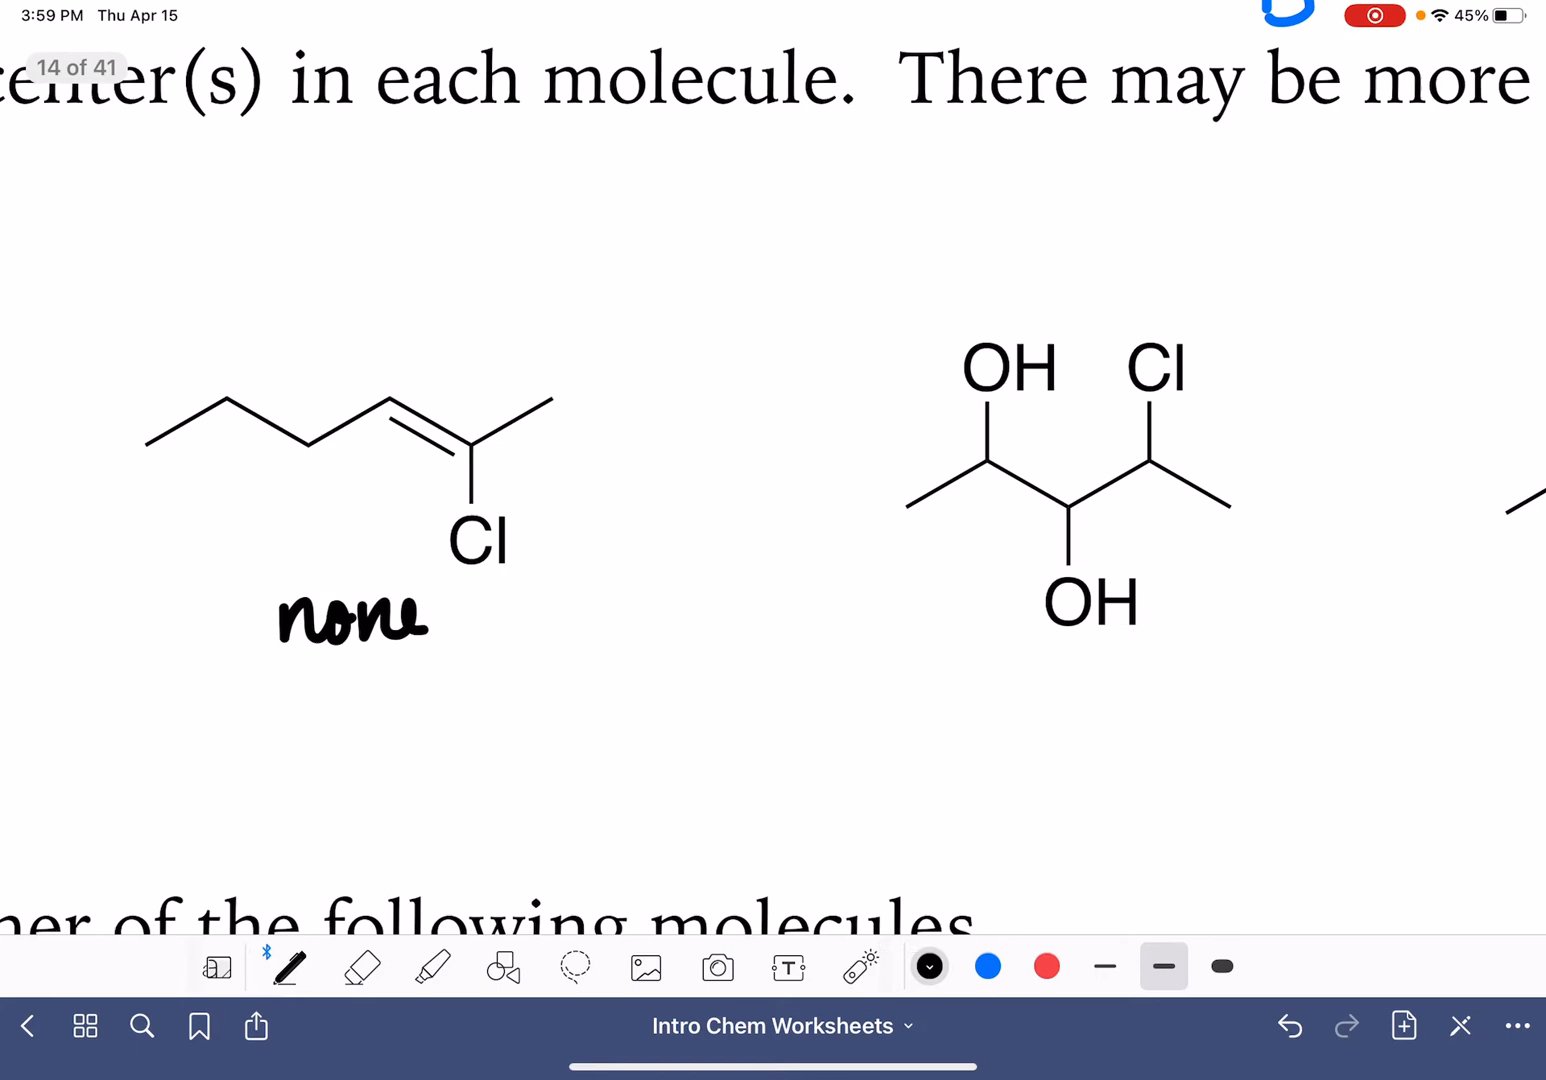 3:59 PM Thu Apr 15
45%
14 of 41
center(s) in each molecule. There may be more
OH Cl
Cl
OH
none
of the following molecules
T
Intro Chem Worksheets